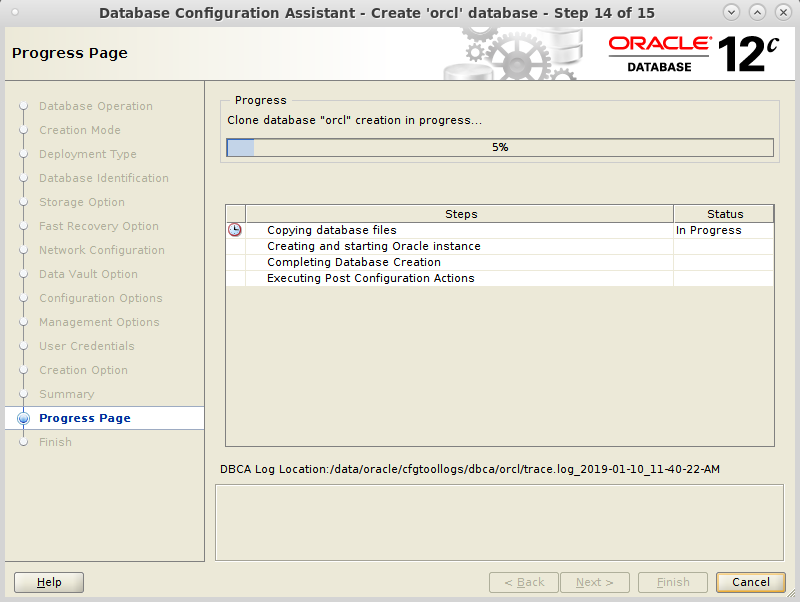 Database Configuration Assistant - Create 'orcl' database - Step 14 of 15
Progress Page
ORACLE®
DATABASE
12c
Database Operation
Creation Mode
Deployment Type
Database Identification
Storage Option
Fast Recovery Option
Network Configuration
Data Vault Option
Configuration Options
Management Options
User Credentials
Creation Option
Summary
Progress Page
Finish
Progress
Clone database "orcl" creation in progress...
5%
Steps Status
Copying database files In Progress
Creating and starting Oracle instance
Completing Database Creation
Executing Post Configuration Actions
DBCA Log Location:/data/oracle/cfgtoollogs/dbca/orcl/trace.log_2019-01-10_11-40-22-AM
Help < Back Next > Finish Cancel